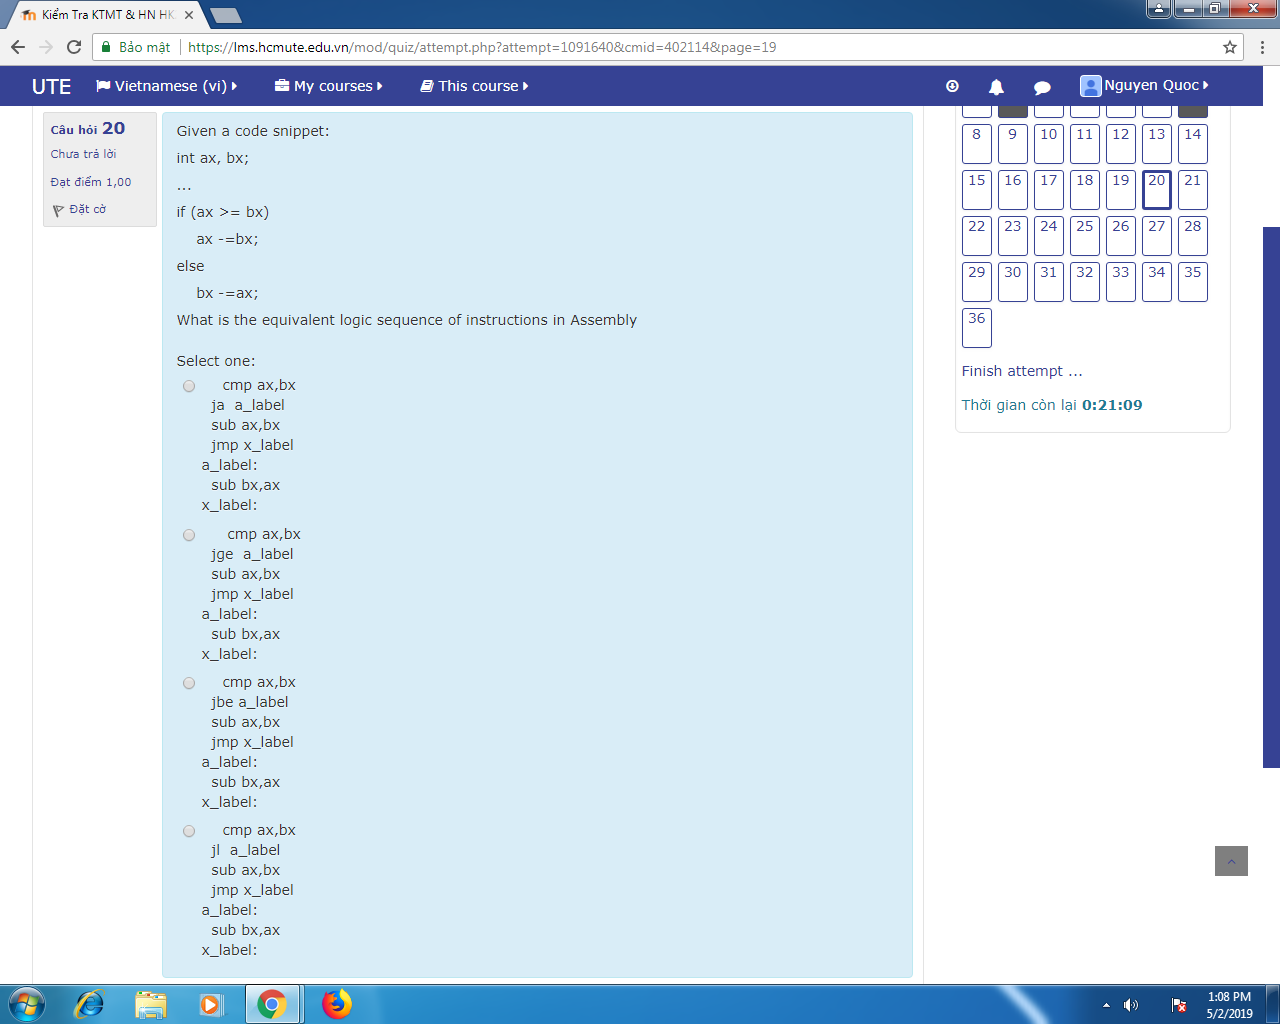 Kiểm Tra KTMT & HN HK
Bảo mật
https://lms.hcmute.edu.vn/mod/quiz/attempt.php?attempt=1091640&cmid=402114&page=19
UTE
Vietnamese (vi)
My courses
This course
Nguyen Quoc
Câu hỏi 20
Chưa trả lời
Đạt điểm 1,00
Đặt cờ
Given a code snippet:
int ax, bx;
...
if (ax >= bx)
ax -=bx;
else
bx -=ax;
What is the equivalent logic sequence of instructions in Assembly
Select one:
cmp ax,bx
ja a_label
sub ax,bx
jmp x_label
a_label:
sub bx,ax
x_label:
cmp ax,bx
jge a_label
sub ax,bx
jmp x_label
a_label:
sub bx,ax
x_label:
cmp ax,bx
jbe a_label
sub ax,bx
jmp x_label
a_label:
sub bx,ax
x_label:
cmp ax,bx
jl a_label
sub ax,bx
jmp x_label
a_label:
sub bx,ax
x_label:
8 9 10 11 12 13 14
15 16 17 18 19 20 21
22 23 24 25 26 27 28
29 30 31 32 33 34 35
36
Finish attempt ...
Thời gian còn lại 0:21:09
1:08 PM
5/2/2019